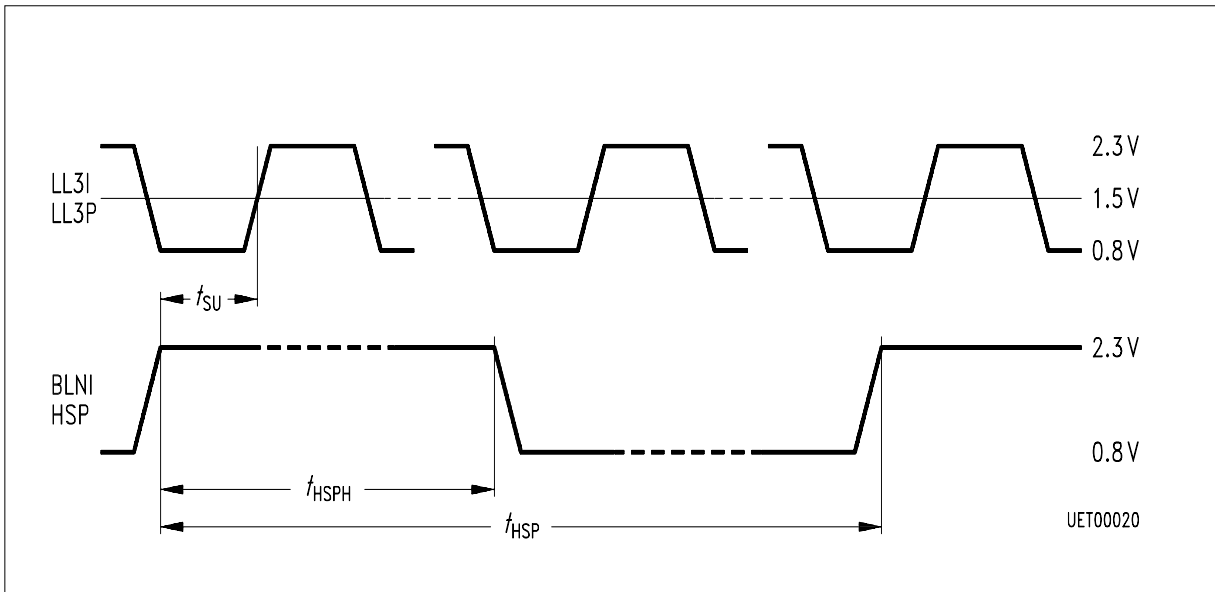 LL3I
LL3P
2.3 V
1.5 V
0.8 V
tSU
BLNI
HSP
2.3 V
0.8 V
tHSPH
tHSP
UET00020